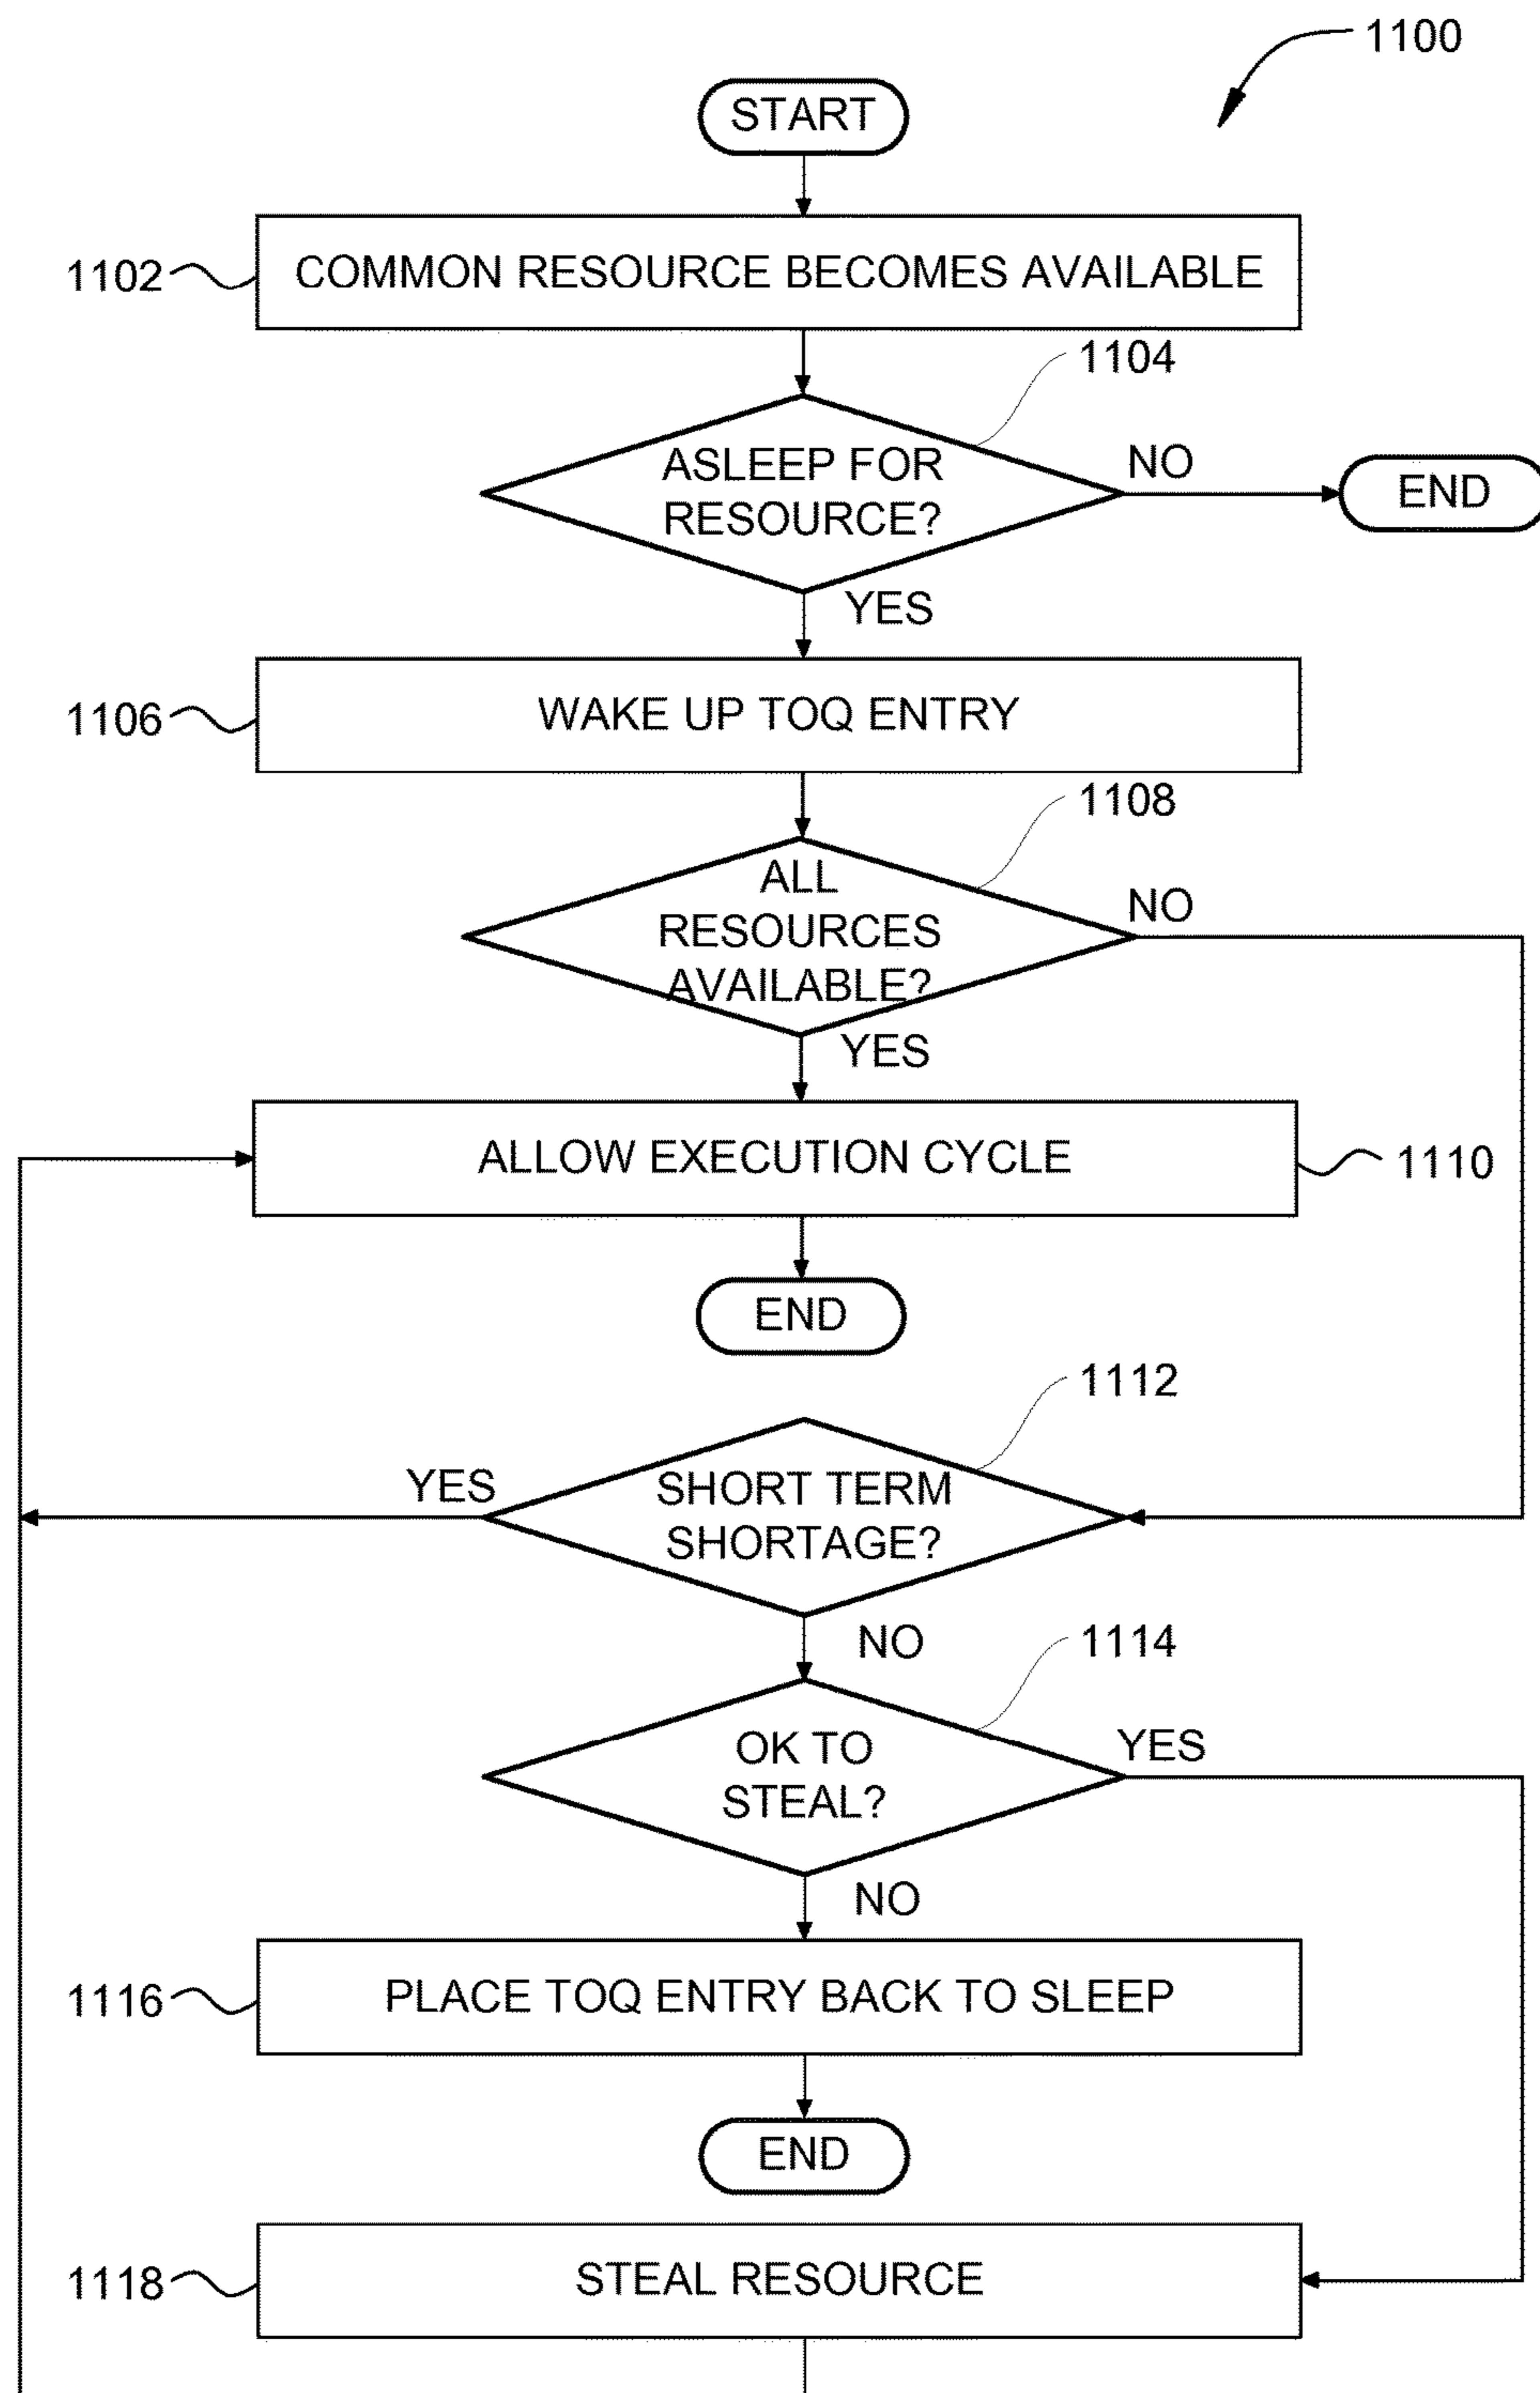 1100
START
1102
COMMON RESOURCE BECOMES AVAILABLE
1104
ASLEEP FOR
RESOURCE?
NO
END
YES
1106
WAKE UP TOQ ENTRY
1108
ALL
RESOURCES
AVAILABLE?
NO
YES
ALLOW EXECUTION CYCLE
1110
END
1112
YES
SHORT TERM
SHORTAGE?
NO
1114
OK TO
STEAL?
YES
NO
1116
PLACE TOQ ENTRY BACK TO SLEEP
END
1118
STEAL RESOURCE